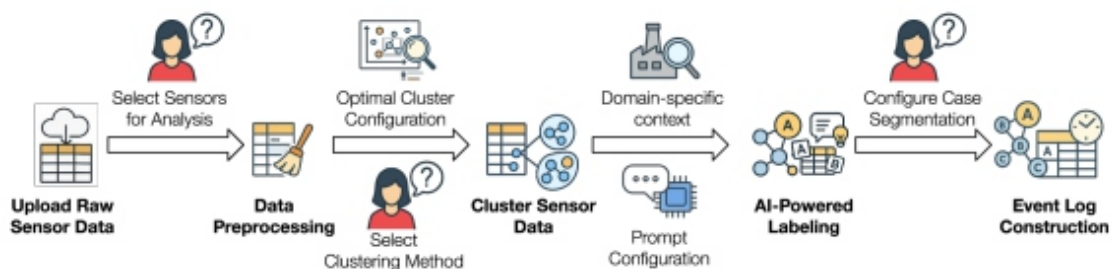 Select Sensors
for Analysis
Optimal Cluster
Configuration
Domain-specific
context
Configure Case
Segmentation
Upload Raw
Sensor Data
Data
Preprocessing
Select
Clustering Method
Cluster Sensor
Data
Prompt
Configuration
AI-Powered
Labeling
Event Log
Construction
A
A
B
B
A
B
C
C